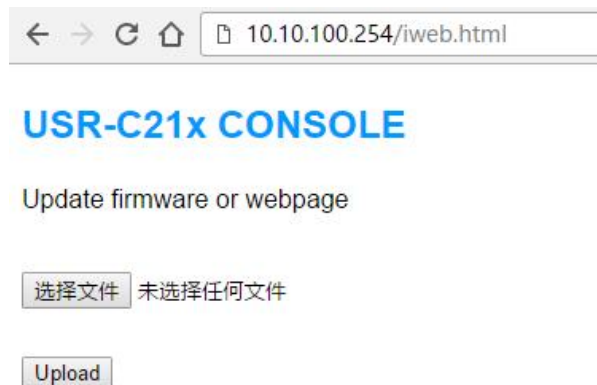 10.10.100.254/iweb.html
USR-C21x CONSOLE
Update firmware or webpage
选择文件 未选择任何文件
Upload